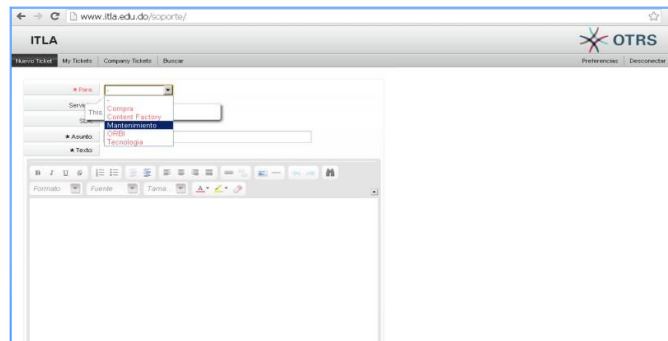 www.itla.edu.do/soporte/
ITLA
OTRS
Nuevo Ticket My Tickets Company Tickets Buscar
Preferencias Desconectar
* Para: -
-
Compra
Content Factory
Mantenimiento
ORBI
Tecnologia
This
* Asunto:
* Texto:
B I U S
Formato Fuente Tama... A